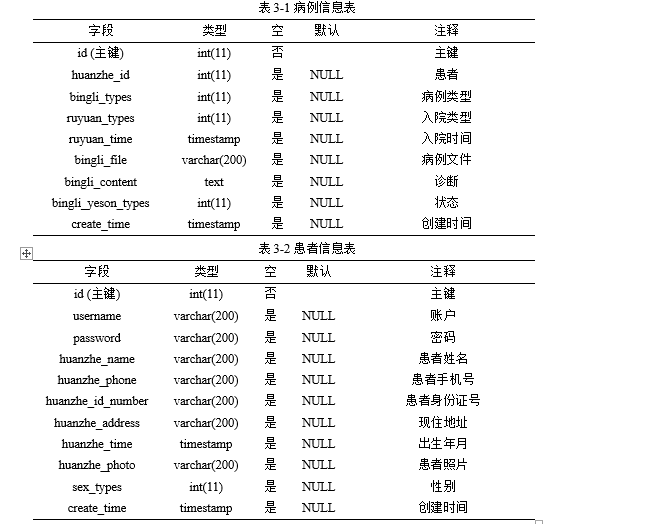 表 3-1 病例信息表
字段 类型 空 默认 注释
id (主键) int(11) 否 主键
huanzhe_id int(11) 是 NULL 患者
bingli_types int(11) 是 NULL 病例类型
ruyuan_types int(11) 是 NULL 入院类型
ruyuan_time timestamp 是 NULL 入院时间
bingli_file varchar(200) 是 NULL 病例文件
bingli_content text 是 NULL 诊断
bingli_yeson_types int(11) 是 NULL 状态
create_time timestamp 是 NULL 创建时间
表 3-2 患者信息表
字段 类型 空 默认 注释
id (主键) int(11) 否 主键
username varchar(200) 是 NULL 账户
password varchar(200) 是 NULL 密码
huanzhe_name varchar(200) 是 NULL 患者姓名
huanzhe_phone varchar(200) 是 NULL 患者手机号
huanzhe_id_number varchar(200) 是 NULL 患者身份证号
huanzhe_address varchar(200) 是 NULL 现住地址
huanzhe_time timestamp 是 NULL 出生年月
huanzhe_photo varchar(200) 是 NULL 患者照片
sex_types int(11) 是 NULL 性别
create_time timestamp 是 NULL 创建时间